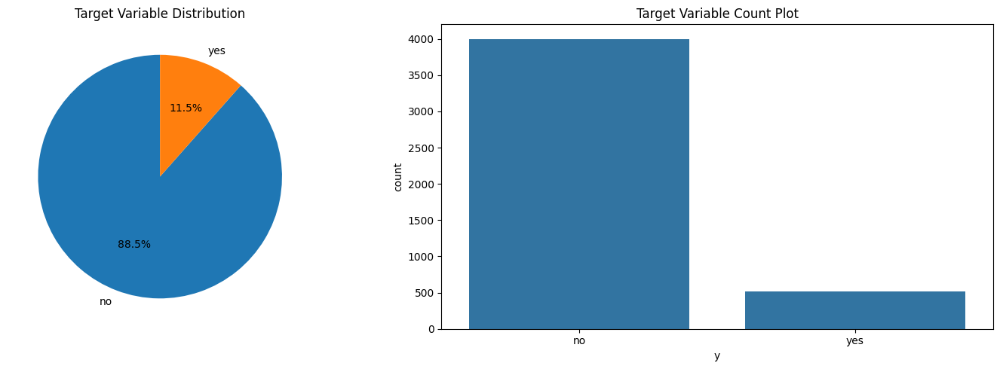 Target Variable Distribution
yes
11.5%
88.5%
no
Target Variable Count Plot
4000
3500
3000
2500
2000
1500
1000
500
0
count
no
yes
y